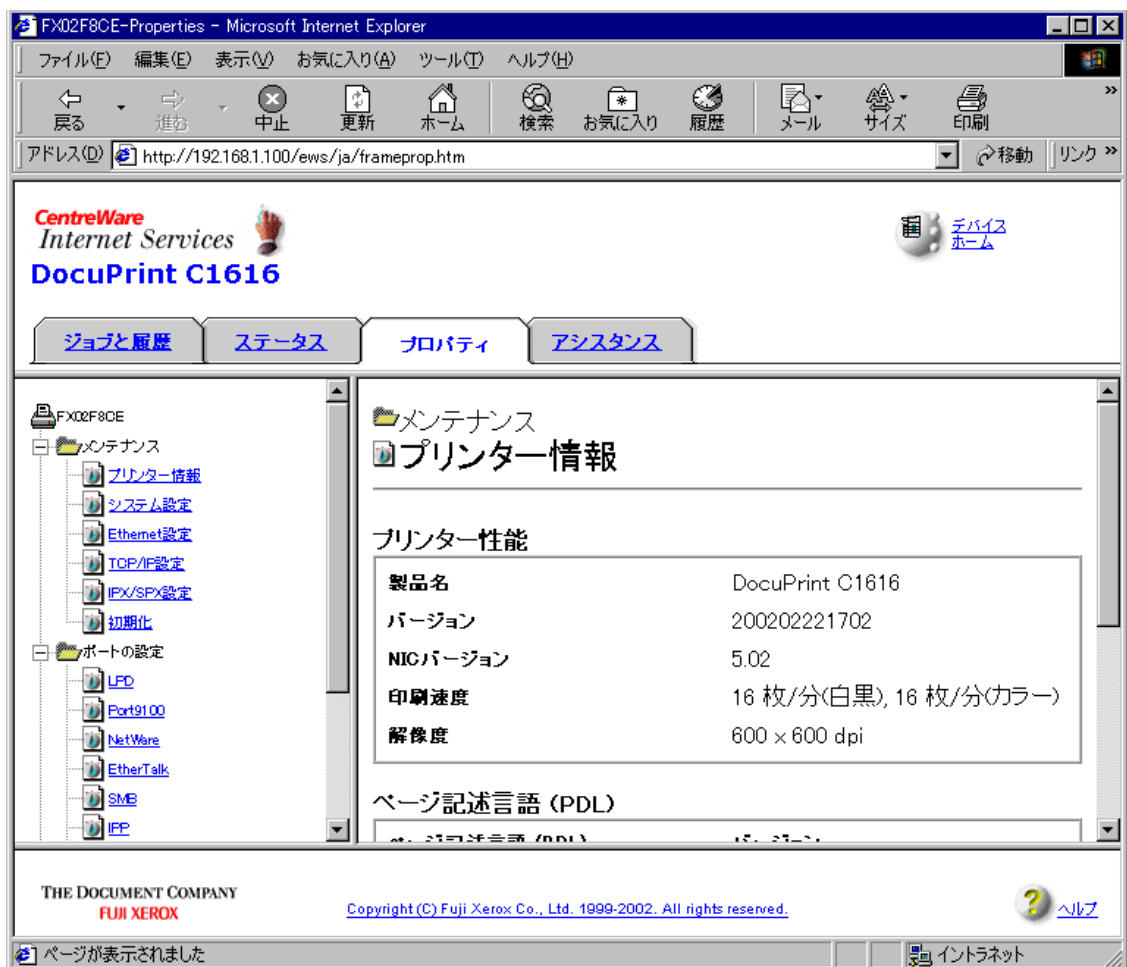 FX02F8CE-Properties - Microsoft Internet Explorer
ファイル(F) 編集(E) 表示(V) お気に入り(A) ツール(T) ヘルプ(H)
戻る 進む 中止 更新 ホーム 検索 お気に入り 履歴 メール サイズ 印刷 »
アドレス(D) http://192.168.1.100/ews/ja/frameprop.htm 移動 リンク »
CentreWare
Internet Services
DocuPrint C1616
デバイス
ホーム
ジョブと履歴 ステータス プロパティ アシスタンス
FX02F8CE
メンテナンス
プリンター情報
システム設定
Ethernet設定
TCP/IP設定
IPX/SPX設定
初期化
ポートの設定
LPD
Port9100
NetWare
EtherTalk
SMB
IPP
メンテナンス
プリンター情報
プリンター性能
製品名 DocuPrint C1616
バージョン 200202221702
NICバージョン 5.02
印刷速度 16 枚/分(白黒), 16 枚/分(カラー)
解像度 600 × 600 dpi
ページ記述言語 (PDL)
ページ記述言語 (PDL) バージョン
THE DOCUMENT COMPANY
FUJI XEROX
Copyright (C) Fuji Xerox Co., Ltd. 1999-2002. All rights reserved.
ヘルプ
ページが表示されました イントラネット